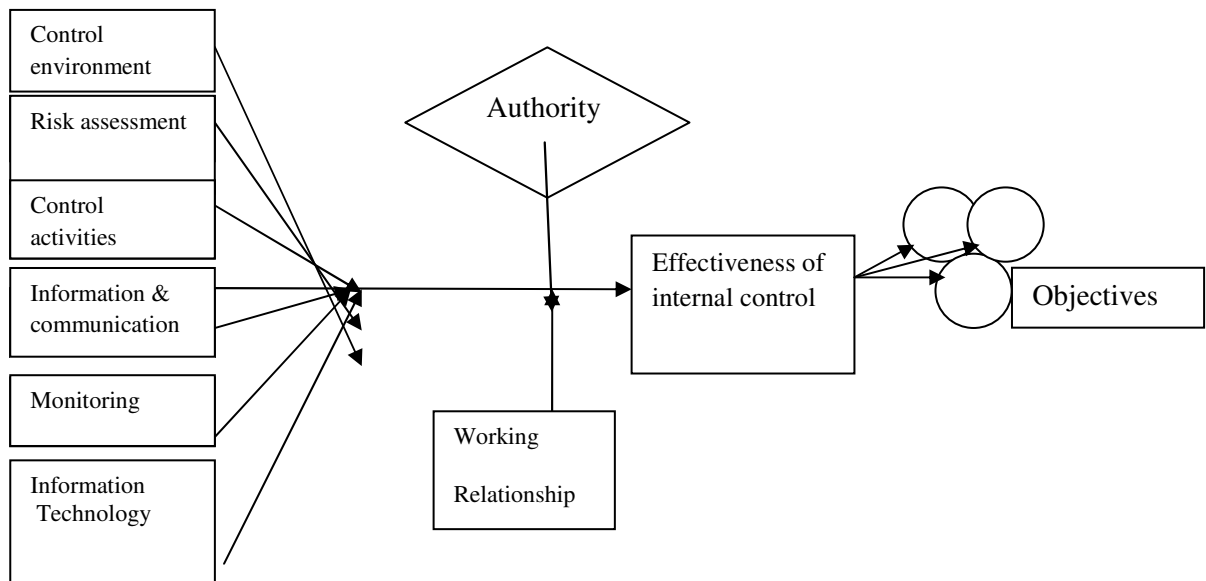 Control
environment
Risk assessment
Control
activities
Information &
communication
Monitoring
Information
Technology
Authority
Working
Relationship
Effectiveness of
internal control
Objectives